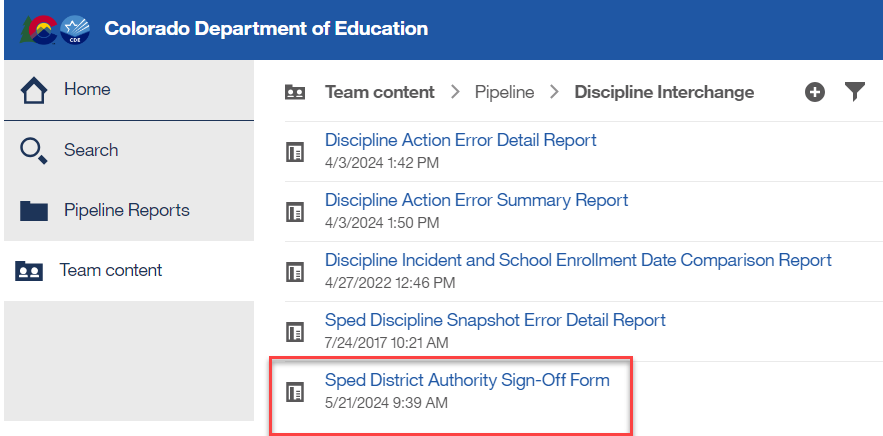 CDE
Colorado Department of Education
Home
Search
Pipeline Reports
Team content
Team content > Pipeline > Discipline Interchange
Discipline Action Error Detail Report
4/3/2024 1:42 PM
Discipline Action Error Summary Report
4/3/2024 1:50 PM
Discipline Incident and School Enrollment Date Comparison Report
4/27/2022 12:46 PM
Sped Discipline Snapshot Error Detail Report
7/24/2017 10:21 AM
Sped District Authority Sign-Off Form
5/21/2024 9:39 AM